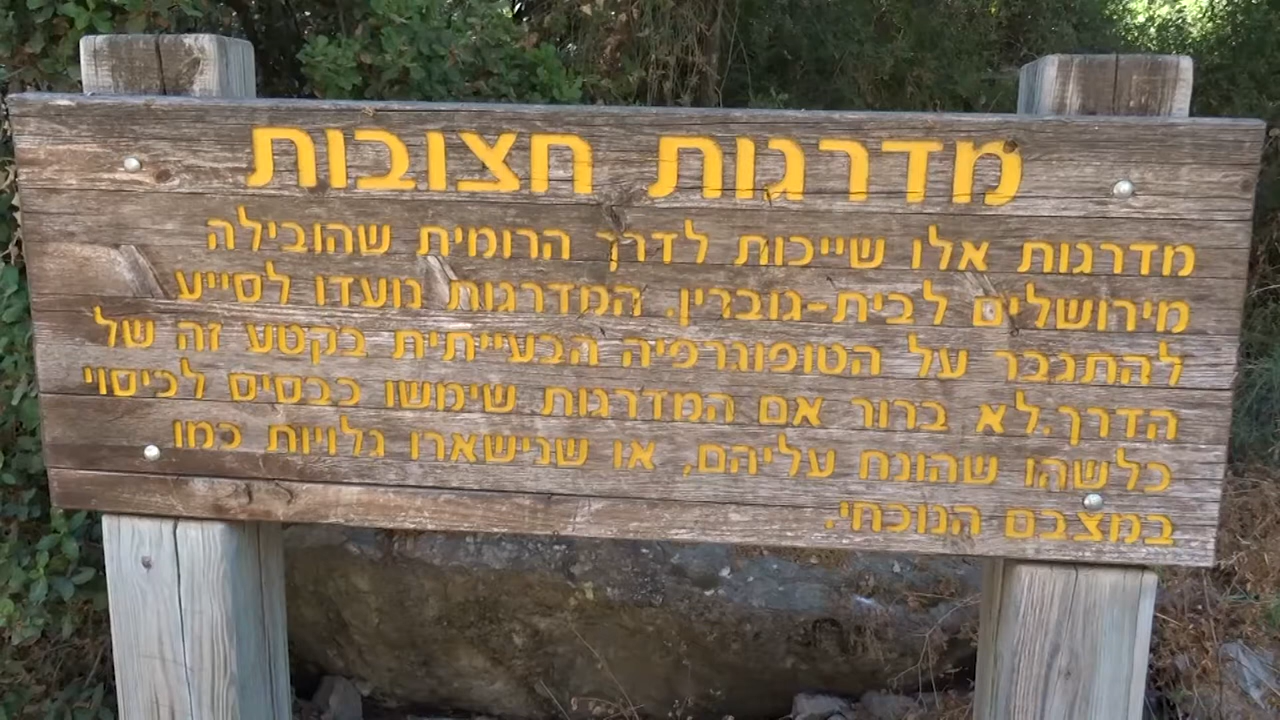 מדרגות חצובות
מדרגות אלו שייכות לדרך הרומית שהובילה
מירושלים לבית-גוברין. המדרגות נועדו לסייע
להתגבר על הטופוגרפיה הבעייתית בקטע זה של
הדרך.לא ברור אם המדרגות שימשו כבסיס לכיסוי
כלשהו שהונח עליהם, או שנישארו גלויות כמו
במצבם הנוכחי.